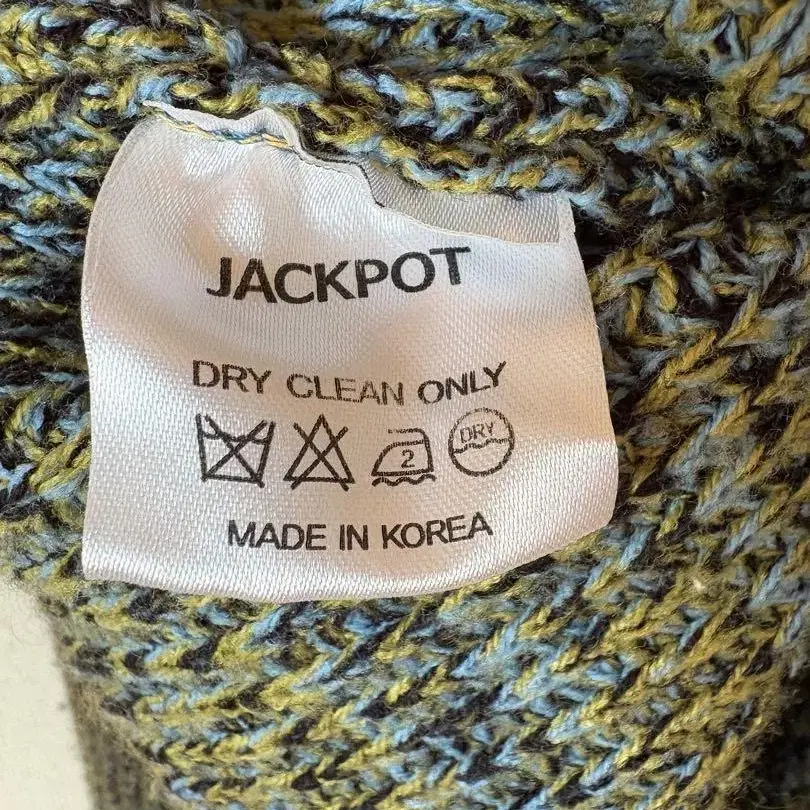 JACKPOT
DRY CLEAN ONLY
2 DRY
MADE IN KOREA